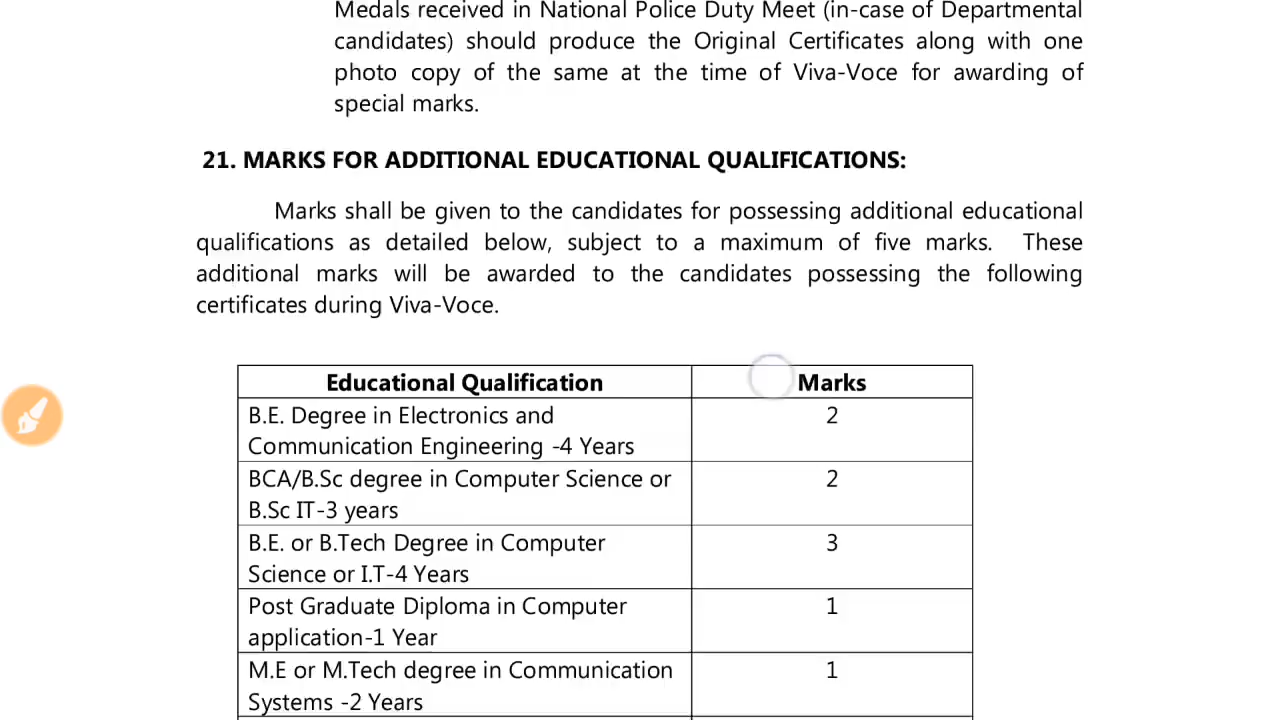 Medals received in National Police Duty Meet (in-case of Departmental
candidates) should produce the Original Certificates along with one
photo copy of the same at the time of Viva-Voce for awarding of
special marks.
21. MARKS FOR ADDITIONAL EDUCATIONAL QUALIFICATIONS:
Marks shall be given to the candidates for possessing additional educational
qualifications as detailed below, subject to a maximum of five marks. These
additional marks will be awarded to the candidates possessing the following
certificates during Viva-Voce.
Educational Qualification Marks
B.E. Degree in Electronics and 2
Communication Engineering -4 Years
BCA/B.Sc degree in Computer Science or 2
B.Sc IT-3 years
B.E. or B.Tech Degree in Computer 3
Science or I.T-4 Years
Post Graduate Diploma in Computer 1
application-1 Year
M.E or M.Tech degree in Communication 1
Systems -2 Years